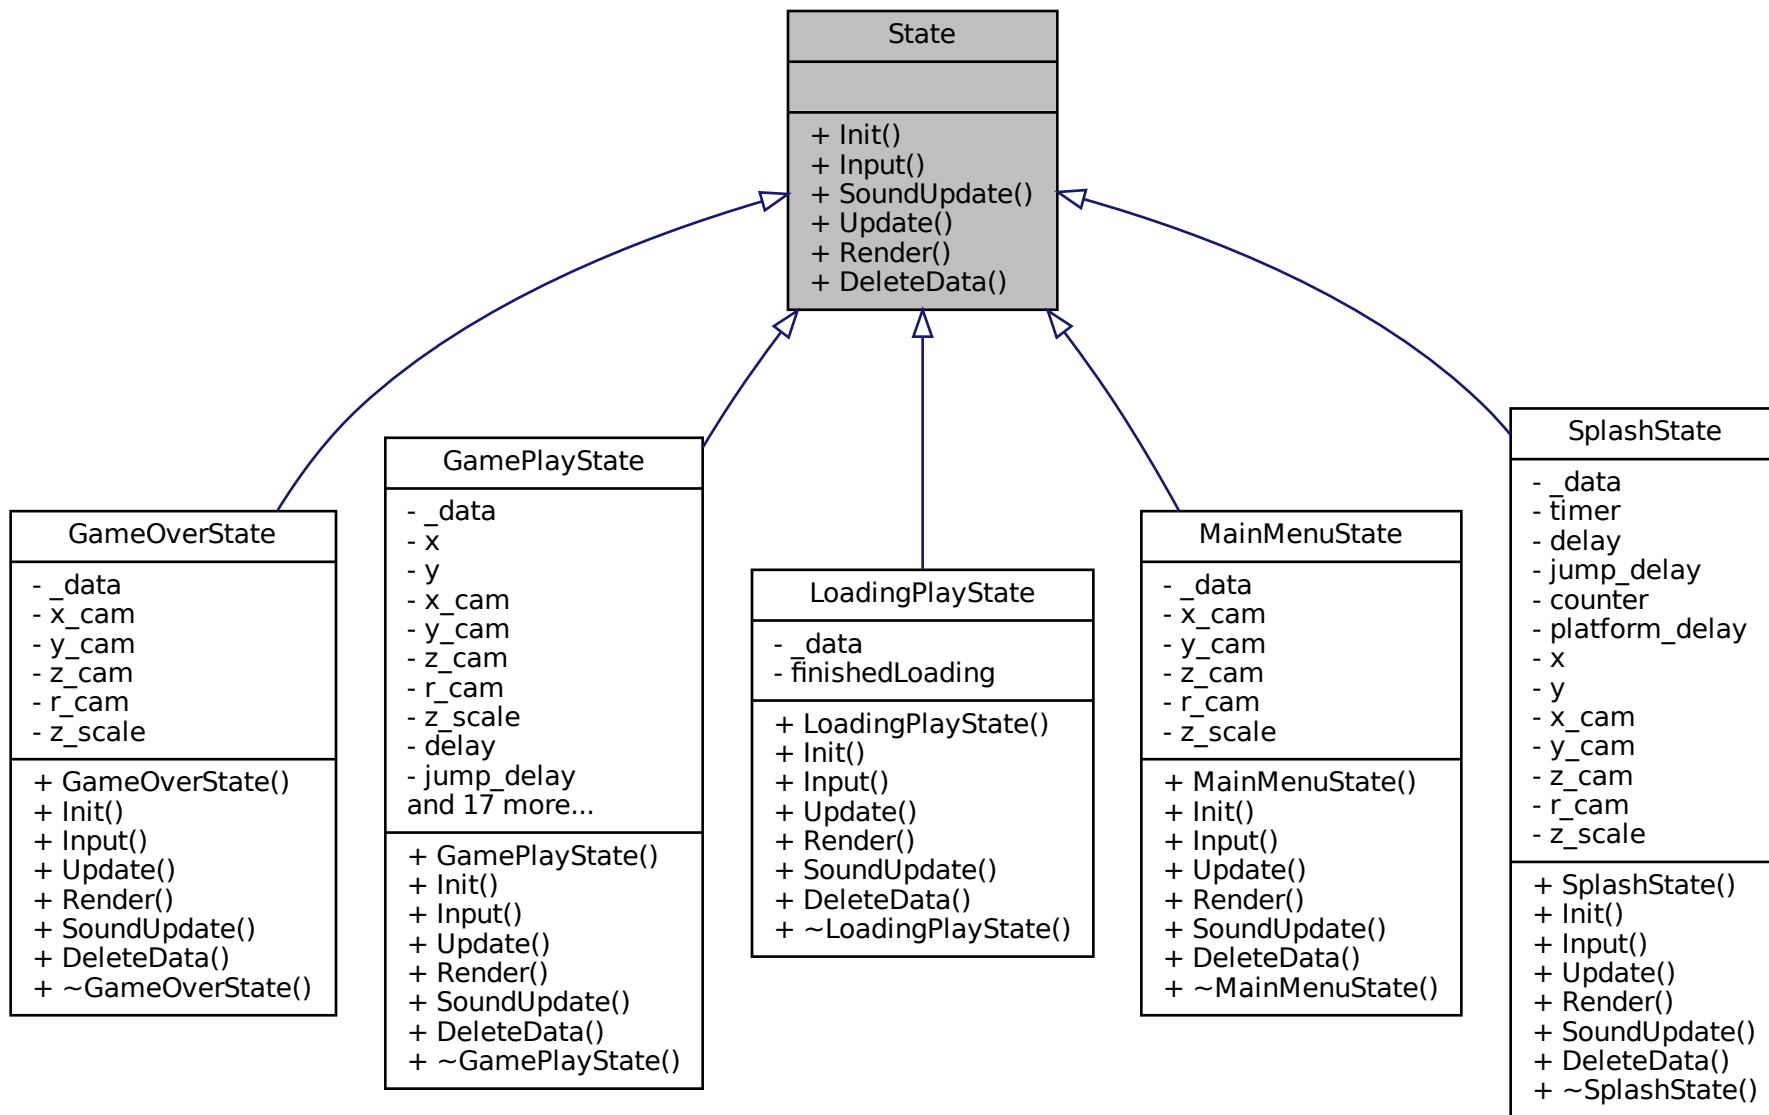 State
+ Init()
+ Input()
+ SoundUpdate()
+ Update()
+ Render()
+ DeleteData()
GameOverState
- _data
- x_cam
- y_cam
- z_cam
- r_cam
- z_scale
+ GameOverState()
+ Init()
+ Input()
+ Update()
+ Render()
+ SoundUpdate()
+ DeleteData()
+ ~GameOverState()
GamePlayState
- _data
- x
- y
- x_cam
- y_cam
- z_cam
- r_cam
- z_scale
- delay
- jump_delay
and 17 more...
+ GamePlayState()
+ Init()
+ Input()
+ Update()
+ Render()
+ SoundUpdate()
+ DeleteData()
+ ~GamePlayState()
LoadingPlayState
- _data
- finishedLoading
+ LoadingPlayState()
+ Init()
+ Input()
+ Update()
+ Render()
+ SoundUpdate()
+ DeleteData()
+ ~LoadingPlayState()
MainMenuState
- _data
- x_cam
- y_cam
- z_cam
- r_cam
- z_scale
+ MainMenuState()
+ Init()
+ Input()
+ Update()
+ Render()
+ SoundUpdate()
+ DeleteData()
+ ~MainMenuState()
SplashState
- _data
- timer
- delay
- jump_delay
- counter
- platform_delay
- x
- y
- x_cam
- y_cam
- z_cam
- r_cam
- z_scale
+ SplashState()
+ Init()
+ Input()
+ Update()
+ Render()
+ SoundUpdate()
+ DeleteData()
+ ~SplashState()